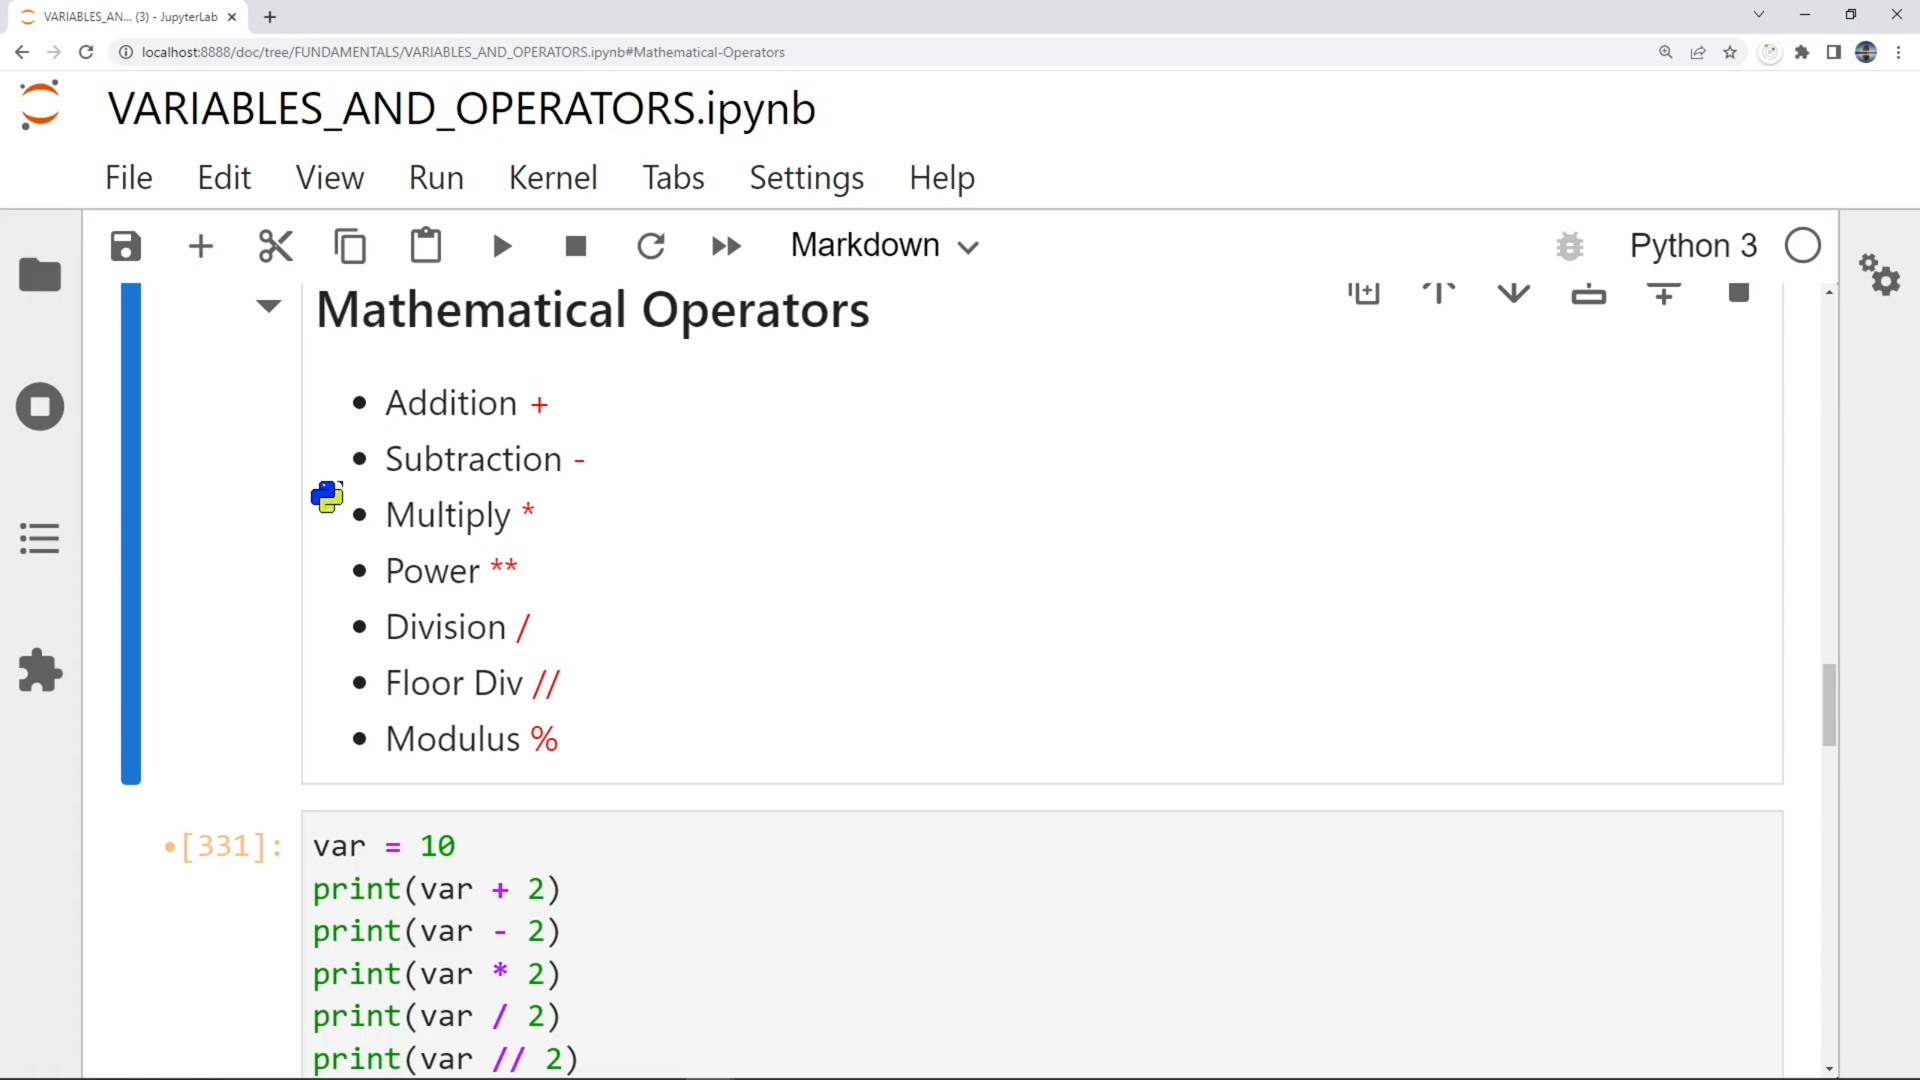 VARIABLES_AN... (3) - JupyterLab
localhost:8888/doc/tree/FUNDAMENTALS/VARIABLES_AND_OPERATORS.ipynb#Mathematical-Operators
VARIABLES_AND_OPERATORS.ipynb
File Edit View Run Kernel Tabs Settings Help
Markdown Python 3
Mathematical Operators
• Addition +
• Subtraction -
• Multiply *
• Power **
• Division /
• Floor Div //
• Modulus %
•[331]: var = 10
print(var + 2)
print(var - 2)
print(var * 2)
print(var / 2)
print(var // 2)